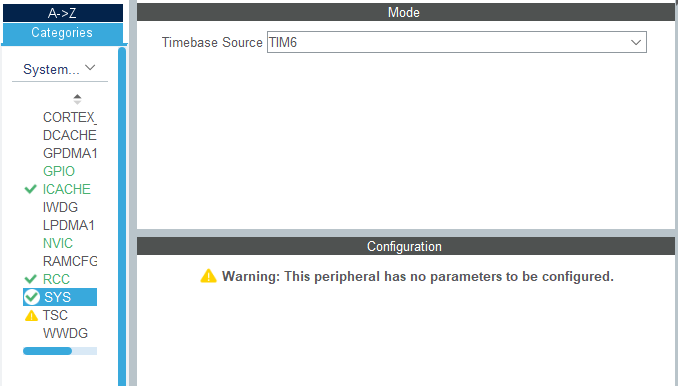 A->Z
Categories
System...
CORTEX_
DCACHE
GPDMA1
GPIO
ICACHE
IWDG
LPDMA1
NVIC
RAMCFG
RCC
SYS
TSC
WWDG
Mode
Timebase Source TIM6
Configuration
Warning: This peripheral has no parameters to be configured.